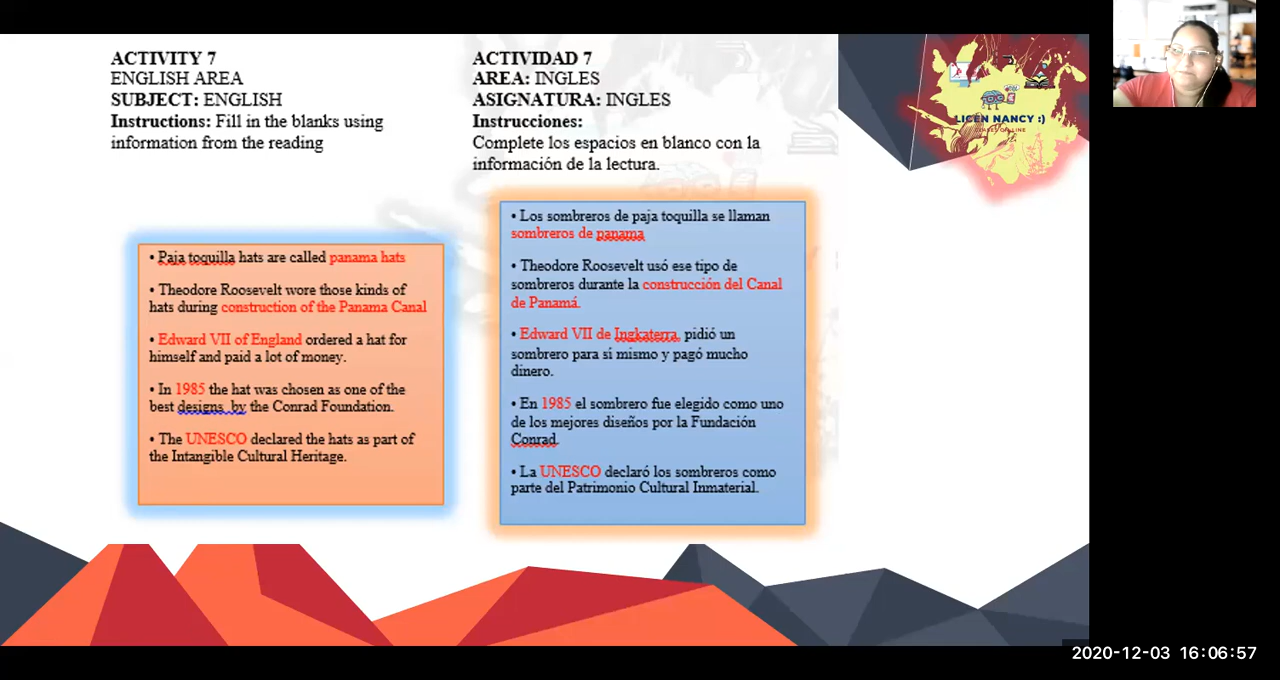 ACTIVITY 7
ENGLISH AREA
SUBJECT: ENGLISH
Instructions: Fill in the blanks using
information from the reading
• Paja toquilla hats are called panama hats
• Theodore Roosevelt wore those kinds of
hats during construction of the Panama Canal
• Edward VII of England ordered a hat for
himself and paid a lot of money.
• In 1985 the hat was chosen as one of the
best designs by the Conrad Foundation.
• The UNESCO declared the hats as part of
the Intangible Cultural Heritage.
ACTIVIDAD 7
AREA: INGLES
ASIGNATURA: INGLES
Instrucciones:
Complete los espacios en blanco con la
información de la lectura.
• Los sombreros de paja toquilla se llaman
sombreros de panama
• Theodore Roosevelt usó ese tipo de
sombreros durante la construcción del Canal
de Panamá.
• Edward VII de Ingkaterra, pidió un
sombrero para sí mismo y pagó mucho
dinero.
• En 1985 el sombrero fue elegido como uno
de los mejores diseños por la Fundación
Conrad.
• La UNESCO declaró los sombreros como
parte del Patrimonio Cultural Inmaterial.
LICEN NANCY :)
2020-12-03 16:06:57